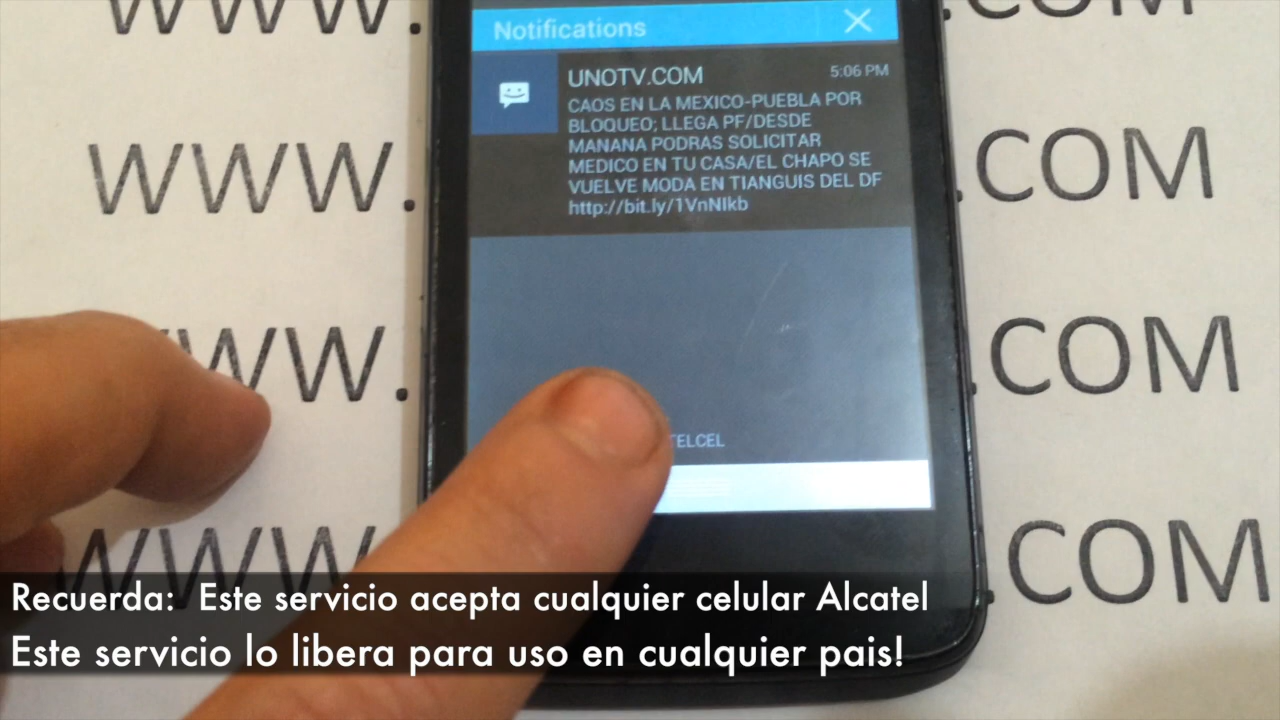 WWW.
COM
Notifications
UNOTV.COM
5:06 PM
CAOS EN LA MEXICO-PUEBLA POR
BLOQUEO; LLEGA PF/DESDE
MANANA PODRAS SOLICITAR
MEDICO EN TU CASA/EL CHAPO SE
VUELVE MODA EN TIANGUIS DEL DF
http://bit.ly/1VnNIkb
WWW.
.COM
WWW.
.COM
TELCEL
WWW
.COM
Recuerda: Este servicio acepta cualquier celular Alcatel
Este servicio lo libera para uso en cualquier pais!